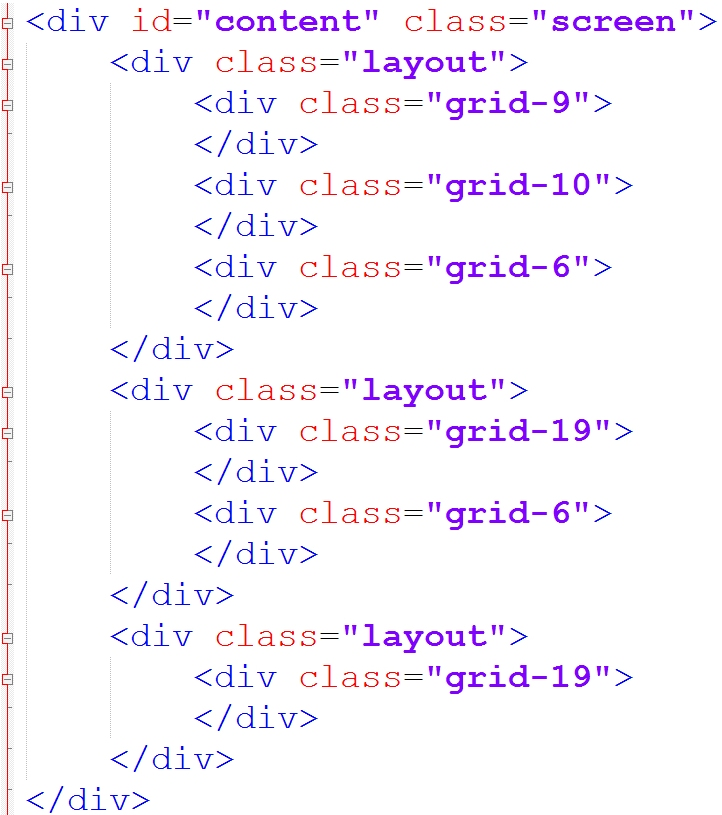 <div id="content" class="screen">
    <div class="layout">
        <div class="grid-9">
        </div>
        <div class="grid-10">
        </div>
        <div class="grid-6">
        </div>
    </div>
    <div class="layout">
        <div class="grid-19">
        </div>
        <div class="grid-6">
        </div>
    </div>
    <div class="layout">
        <div class="grid-19">
        </div>
    </div>
</div>